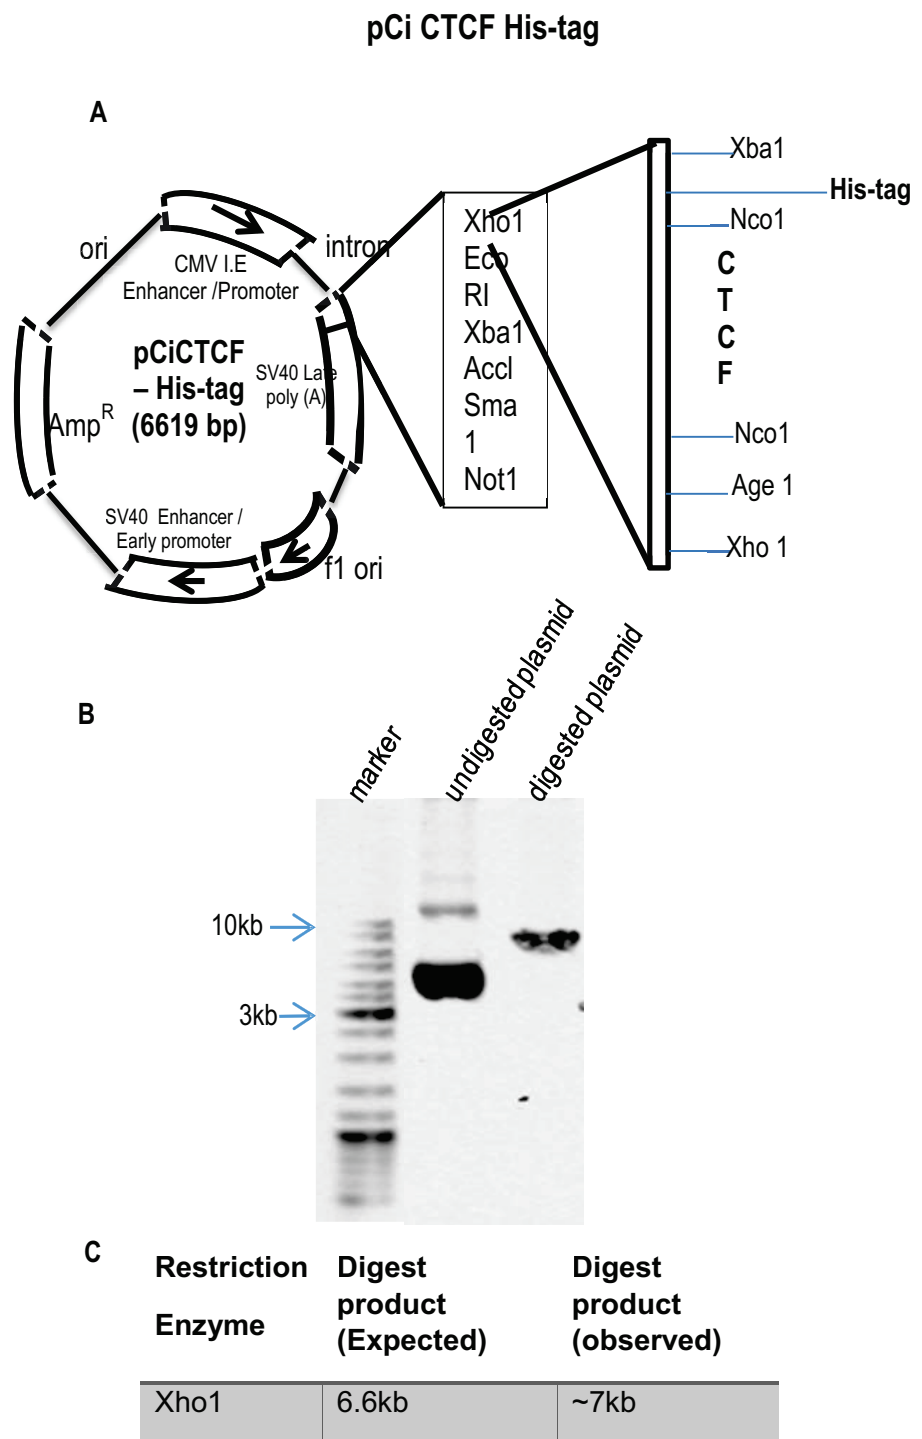 pCi CTCF His-tag
A
ori
CMV I.E
Enhancer /Promoter
intron
pCiCTCF
– His-tag
(6619 bp)
SV40 Late
poly (A)
Amp^R
SV40 Enhancer /
Early promoter
f1 ori
Xho1
Eco
RI
Xba1
AccI
Sma
1
Not1
Xba1
His-tag
Nco1
C
T
C
F
Nco1
Age 1
Xho 1
B
marker
undigested plasmid
digested plasmid
10kb
3kb
C
Restriction
Enzyme
Digest
product
(Expected)
Digest
product
(observed)
Xho1
6.6kb
~7kb